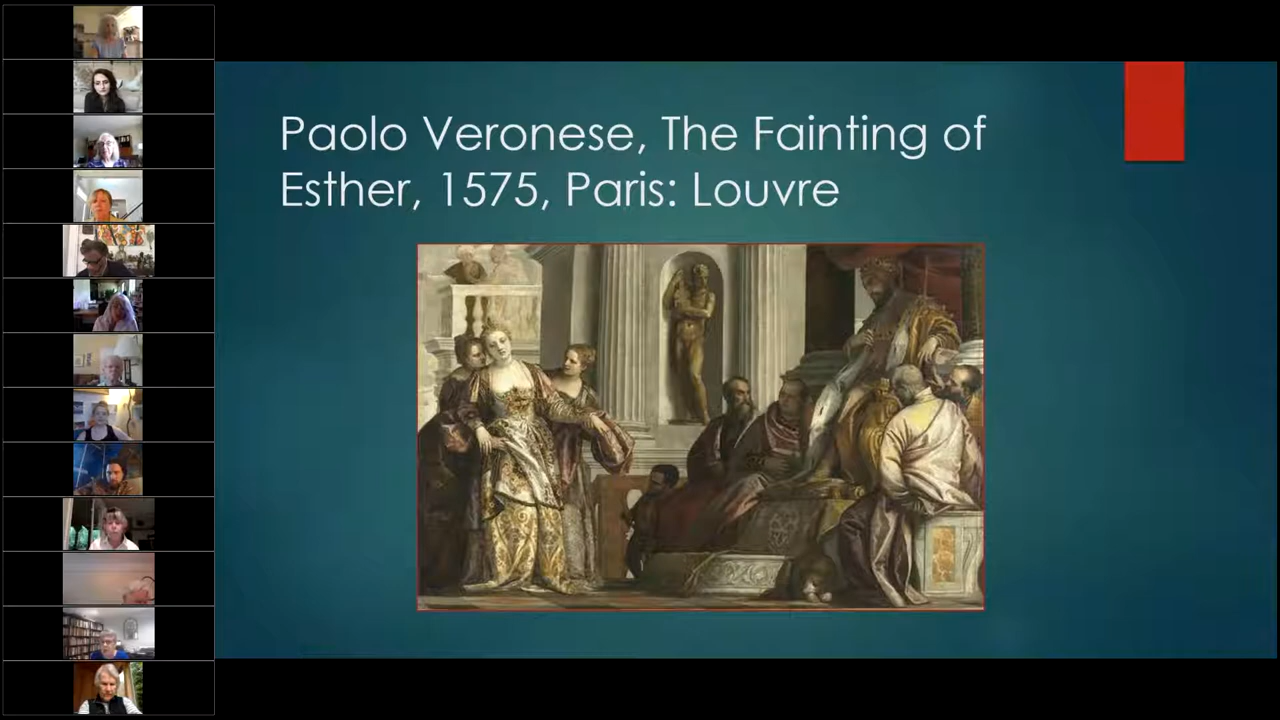 Paolo Veronese, The Fainting of
Esther, 1575, Paris: Louvre